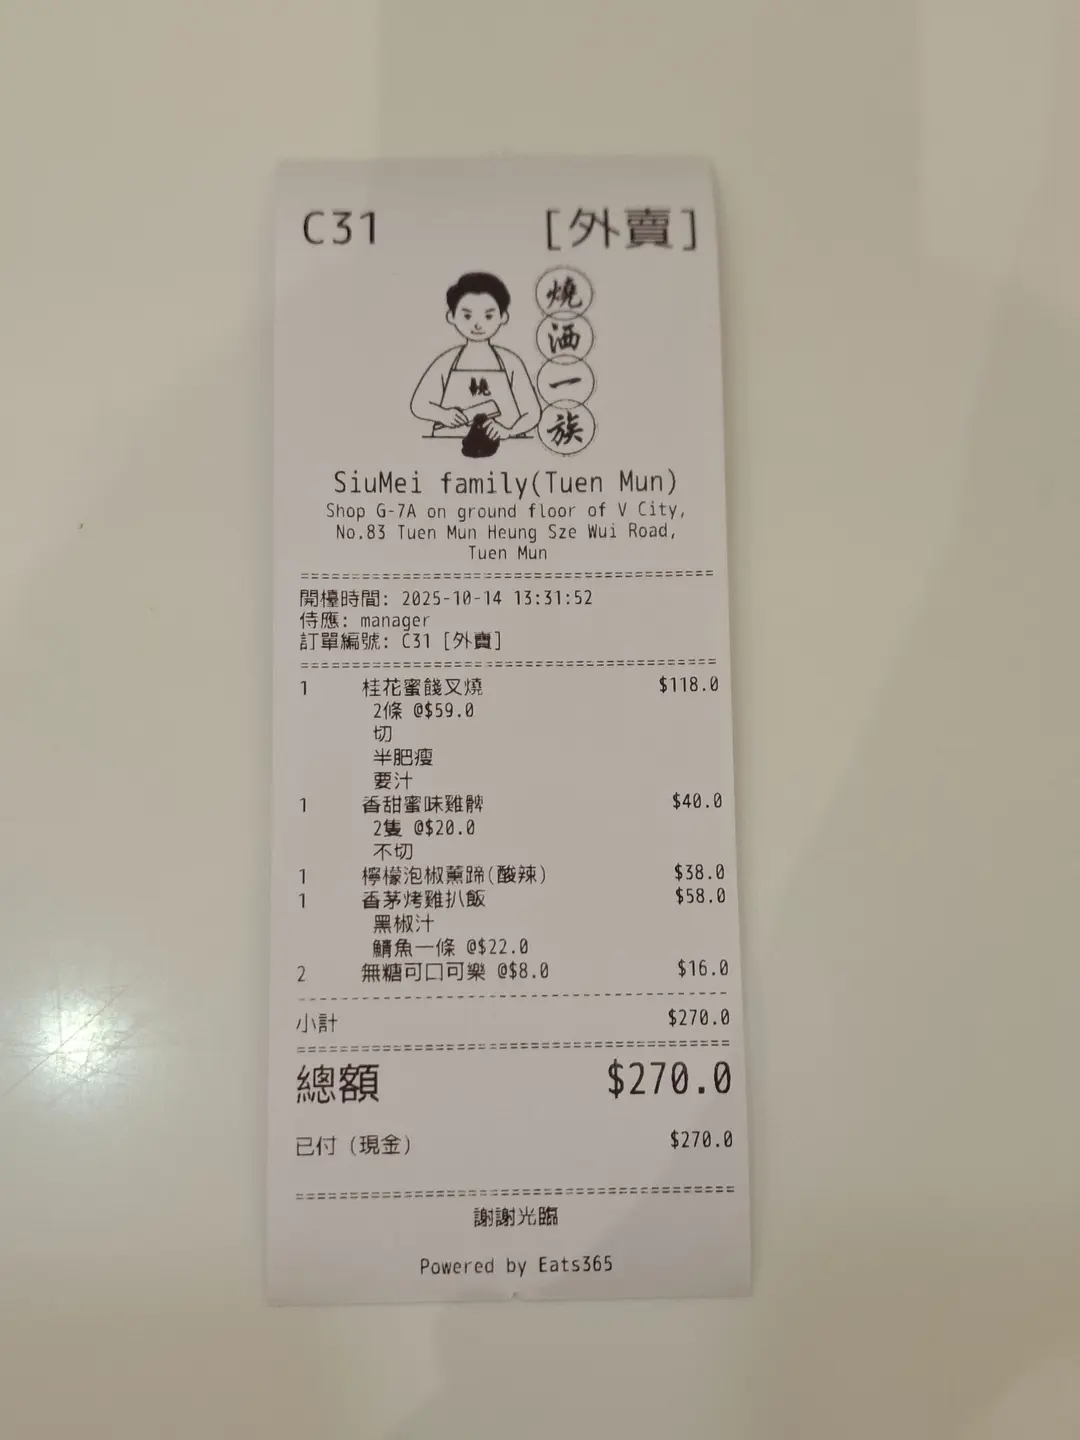 C31 [外賣]
燒
洒
一
族
燒
SiuMei family(Tuen Mun)
Shop G-7A on ground floor of V City,
No.83 Tuen Mun Heung Sze Wui Road,
Tuen Mun
開檯時間: 2025-10-14 13:31:52
侍應: manager
訂單編號: C31 [外賣]
1 桂花蜜餞叉燒 $118.0
2條 @$59.0
切
半肥瘦
要汁
1 香甜蜜味雞髀 $40.0
2隻 @$20.0
不切
1 檸檬泡椒薰蹄(酸辣) $38.0
1 香茅烤雞扒飯 $58.0
黑椒汁
鯖魚一條 @$22.0
2 無糖可口可樂 @$8.0 $16.0
小計 $270.0
總額 $270.0
已付 (現金) $270.0
謝謝光臨
Powered by Eats365